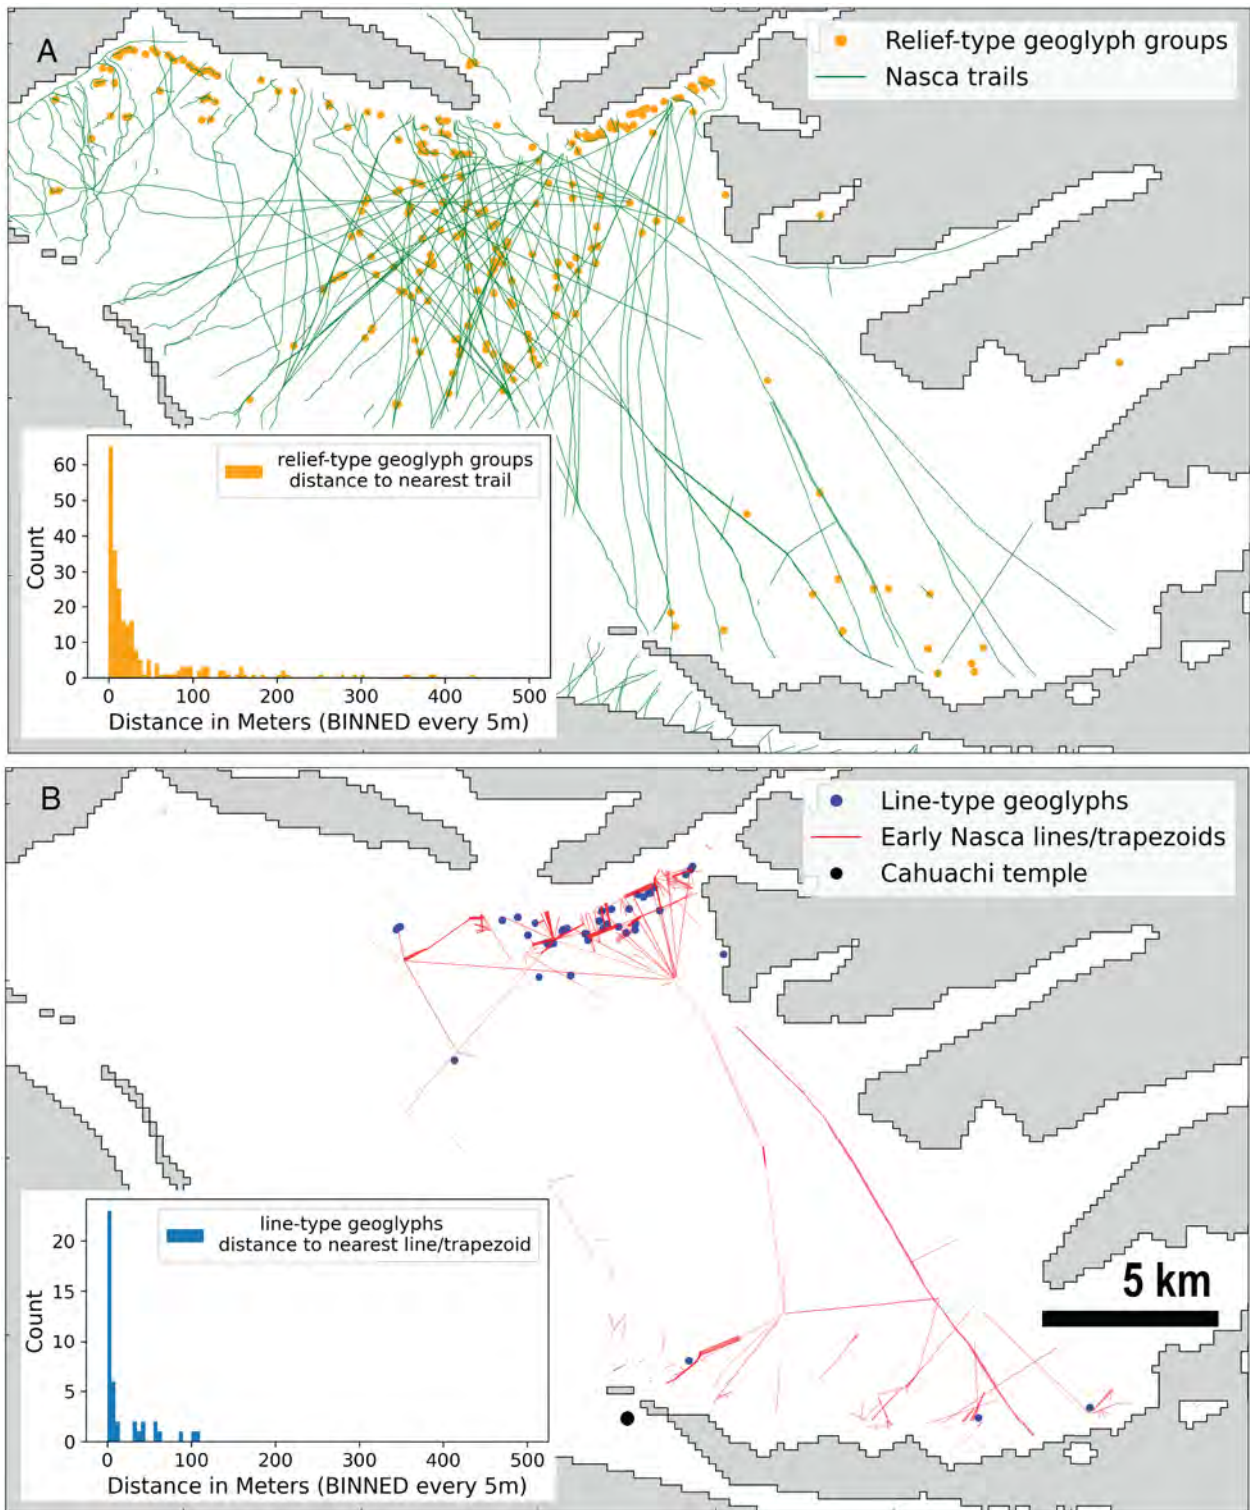 A
Relief-type geoglyph groups
Nasca trails
relief-type geoglyph groups
distance to nearest trail
Count
60
50
40
30
20
10
0
0 100 200 300 400 500
Distance in Meters (BINNED every 5m)
B
Line-type geoglyphs
Early Nasca lines/trapezoids
Cahuachi temple
5 km
line-type geoglyphs
distance to nearest line/trapezoid
Count
20
15
10
5
0
0 100 200 300 400 500
Distance in Meters (BINNED every 5m)